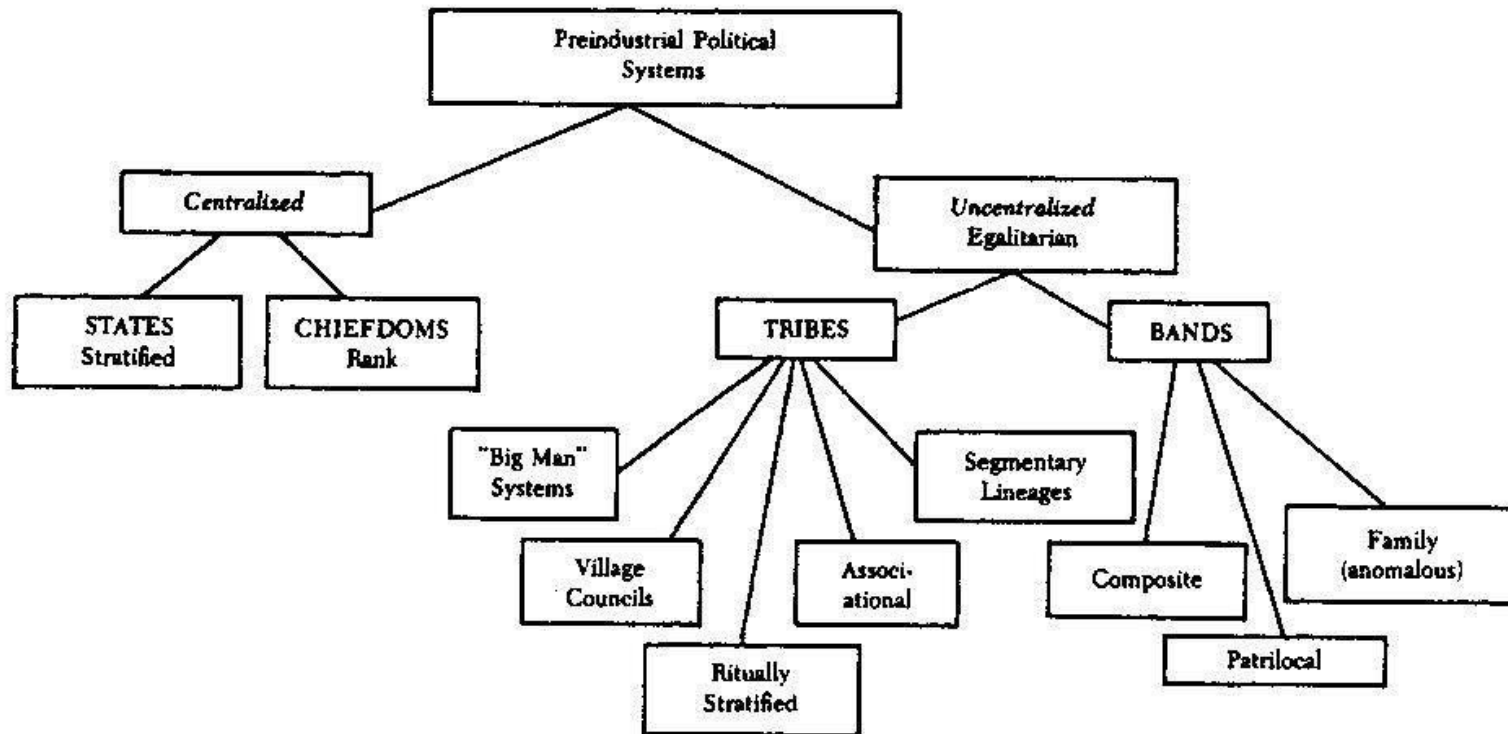 Preindustrial Political
Systems
Centralized
Uncentralized
Egalitarian
STATES
Stratified
CHIEFDOMS
Rank
TRIBES
BANDS
"Big Man"
Systems
Segmentary
Lineages
Village
Councils
Associ-
ational
Composite
Family
(anomalous)
Ritually
Stratified
Patrilocal